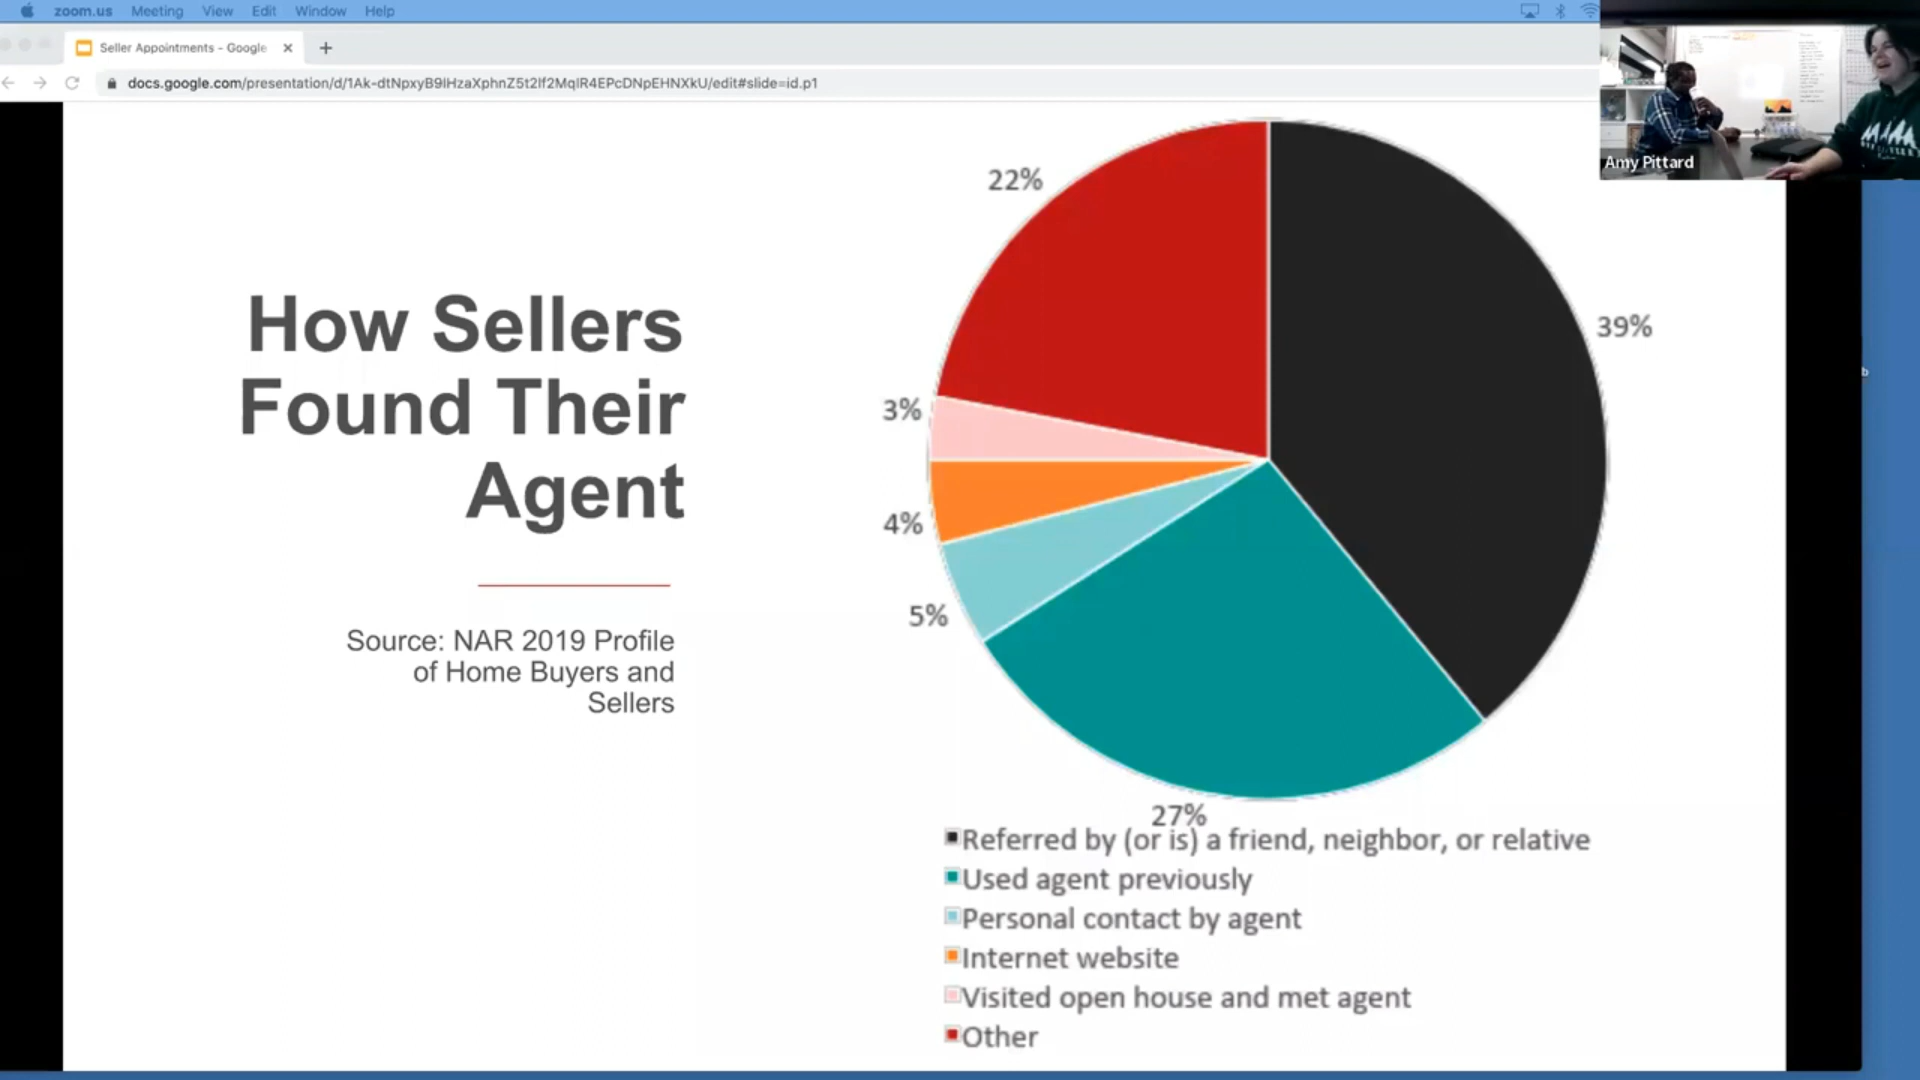 zoom.us Meeting View Edit Window Help
Seller Appointments - Google
docs.google.com/presentation/d/1Ak-dtNpxyB9IHzaXphnZ5t2lf2MqlR4EPcDNpEHNXkU/edit#slide=id.p1
Amy Pittard
How Sellers
Found Their
Agent
Source: NAR 2019 Profile
of Home Buyers and
Sellers
22%
39%
3%
4%
5%
27%
Referred by (or is) a friend, neighbor, or relative
Used agent previously
Personal contact by agent
Internet website
Visited open house and met agent
Other
b